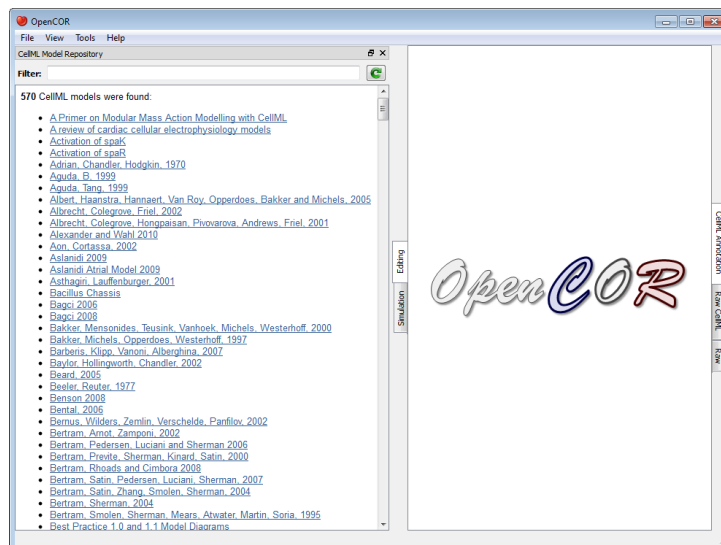 OpenCOR
File View Tools Help
CellML Model Repository
Filter:
570 CellML models were found:
A Primer on Modular Mass Action Modelling with CellML
A review of cardiac cellular electrophysiology models
Activation of spaK
Activation of spaR
Adrian, Chandler, Hodgkin, 1970
Aguda, B, 1999
Aguda, Tang, 1999
Albert, Haanstra, Hannaert, Van Roy, Opperdoes, Bakker and Michels, 2005
Albrecht, Colegrove, Friel, 2002
Albrecht, Colegrove, Hongpaisan, Pivovarova, Andrews, Friel, 2001
Alexander and Wahl 2010
Aon, Cortassa, 2002
Aslanidi 2009
Aslanidi Atrial Model 2009
Asthagiri, Lauffenburger, 2001
Bacillus Chassis
Bagci 2006
Bagci 2008
Bakker, Mensonides, Teusink, Vanhoek, Michels, Westerhoff, 2000
Bakker, Michels, Opperdoes, Westerhoff, 1997
Barberis, Klipp, Vanoni, Alberghina, 2007
Baylor, Hollingworth, Chandler, 2002
Beard, 2005
Beeler, Reuter, 1977
Benson 2008
Bental, 2006
Bernus, Wilders, Zemlin, Verschelde, Panfilov, 2002
Bertram, Arnot, Zamponi, 2002
Bertram, Pedersen, Luciani and Sherman 2006
Bertram, Previte, Sherman, Kinard, Satin, 2000
Bertram, Rhoads and Cimbora 2008
Bertram, Satin, Pedersen, Luciani, Sherman, 2007
Bertram, Satin, Zhang, Smolen, Sherman, 2004
Bertram, Sherman, 2004
Bertram, Smolen, Sherman, Mears, Atwater, Martin, Soria, 1995
Best Practice 1.0 and 1.1 Model Diagrams
Editing
Simulation
OpenCOR
CellML Annotation
Raw CellML
Raw